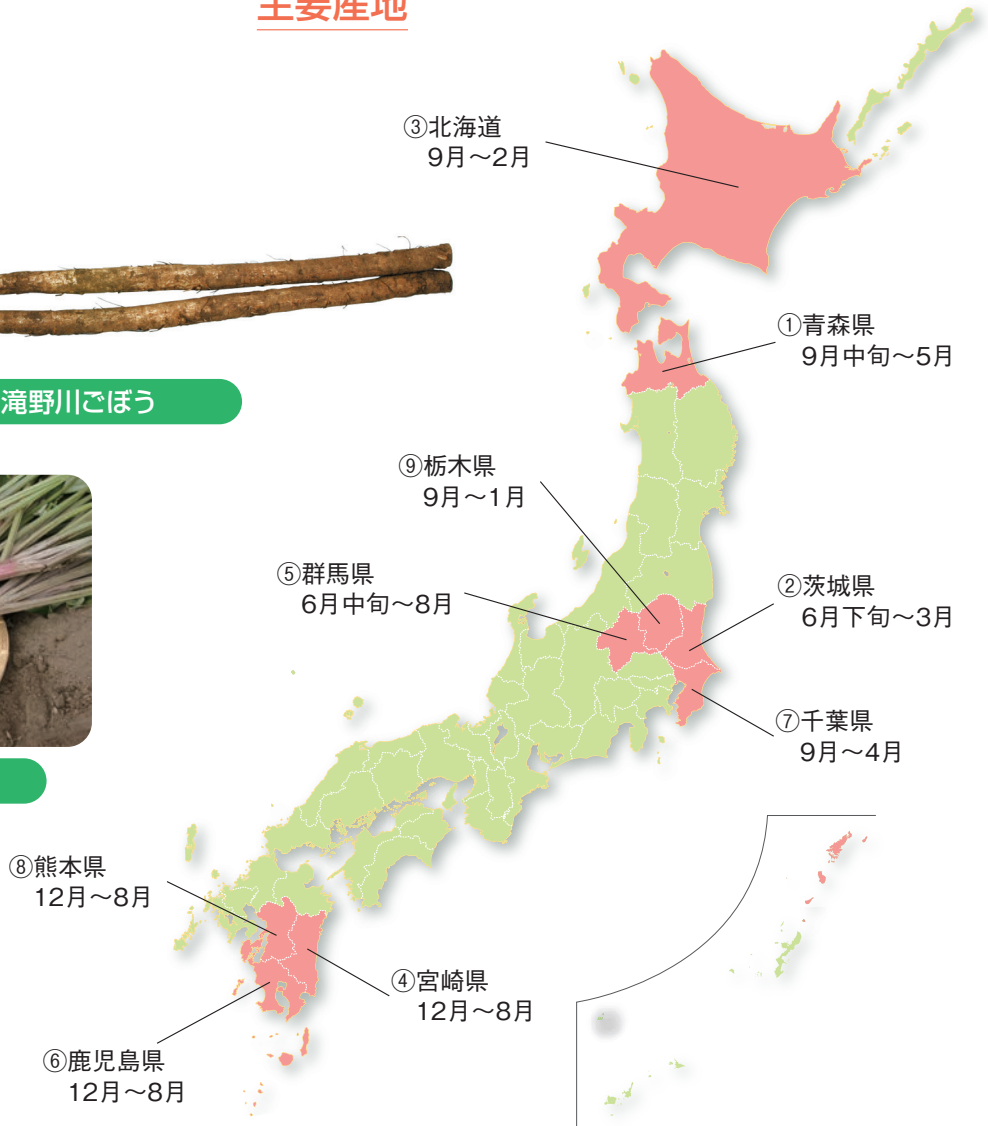 主要産地
③北海道
9月〜2月
①青森県
9月中旬〜5月
滝野川ごぼう
⑨栃木県
9月〜1月
⑤群馬県
6月中旬〜8月
②茨城県
6月下旬〜3月
⑦千葉県
9月〜4月
⑧熊本県
12月〜8月
④宮崎県
12月〜8月
⑥鹿児島県
12月〜8月